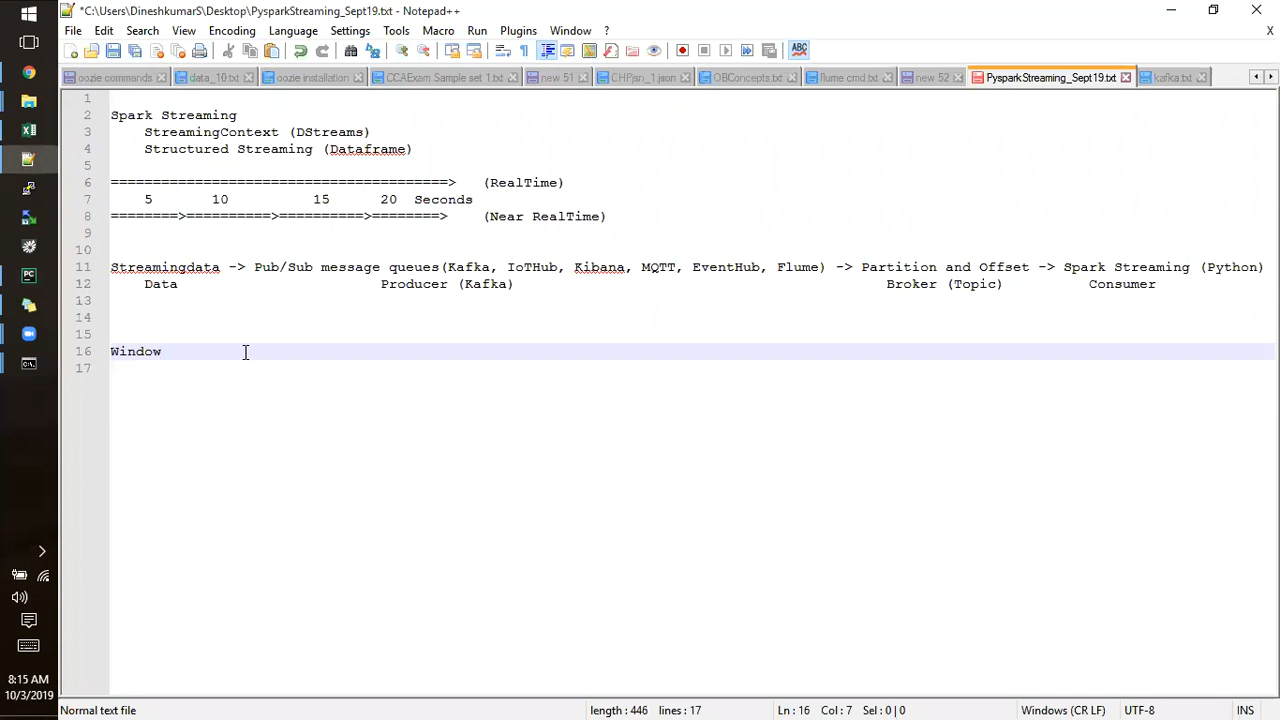 *C:\Users\DineshkumarS\Desktop\PysparkStreaming_Sept19.txt - Notepad++
File Edit Search View Encoding Language Settings Tools Macro Run Plugins Window ? X
oozie commands data_10.txt oozie installation CCAExam Sample set 1.txt new 51 CHPjsn_1.json.txt OBConcepts.txt flume cmd.txt new 52 PysparkStreaming_Sept19.txt kafka.txt
1
2 Spark Streaming
3 StreamingContext (DStreams)
4 Structured Streaming (Dataframe)
5
6 ========================================> (RealTime)
7 5 10 15 20 Seconds
8 ========>==========>==========>========> (Near RealTime)
9
10
11 Streamingdata -> Pub/Sub message queues(Kafka, IoTHub, Kibana, MQTT, EventHub, Flume) -> Partition and Offset -> Spark Streaming (Python)
12 Data Producer (Kafka) Broker (Topic) Consumer
13
14
15
16 Window
17
8:15 AM
10/3/2019
Normal text file length : 446 lines : 17 Ln : 16 Col : 7 Sel : 0 | 0 Windows (CR LF) UTF-8 INS